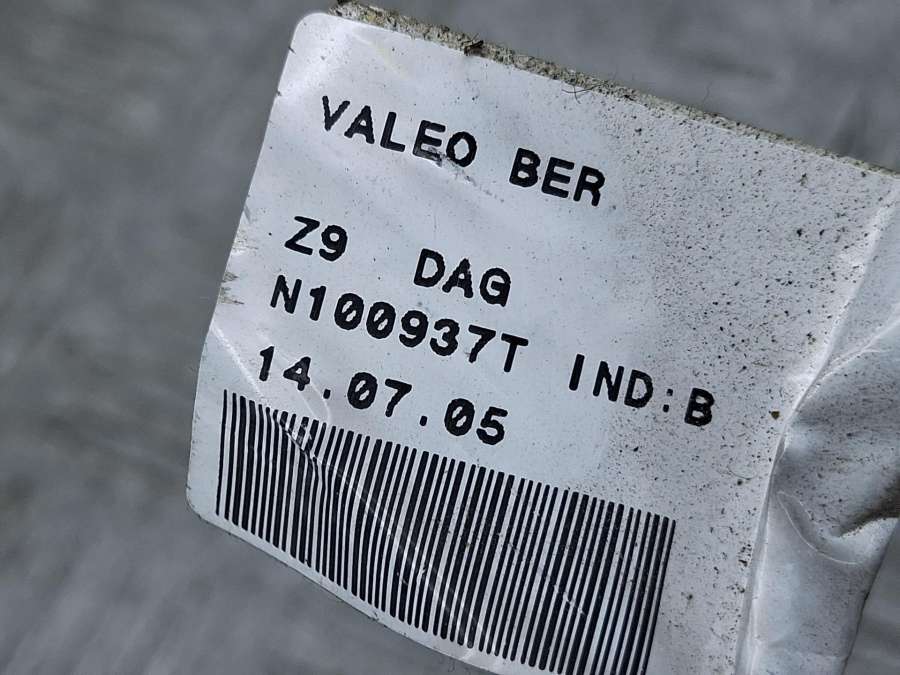 VALEO BER
Z9 DAG
N100937T IND:B
14.07.05